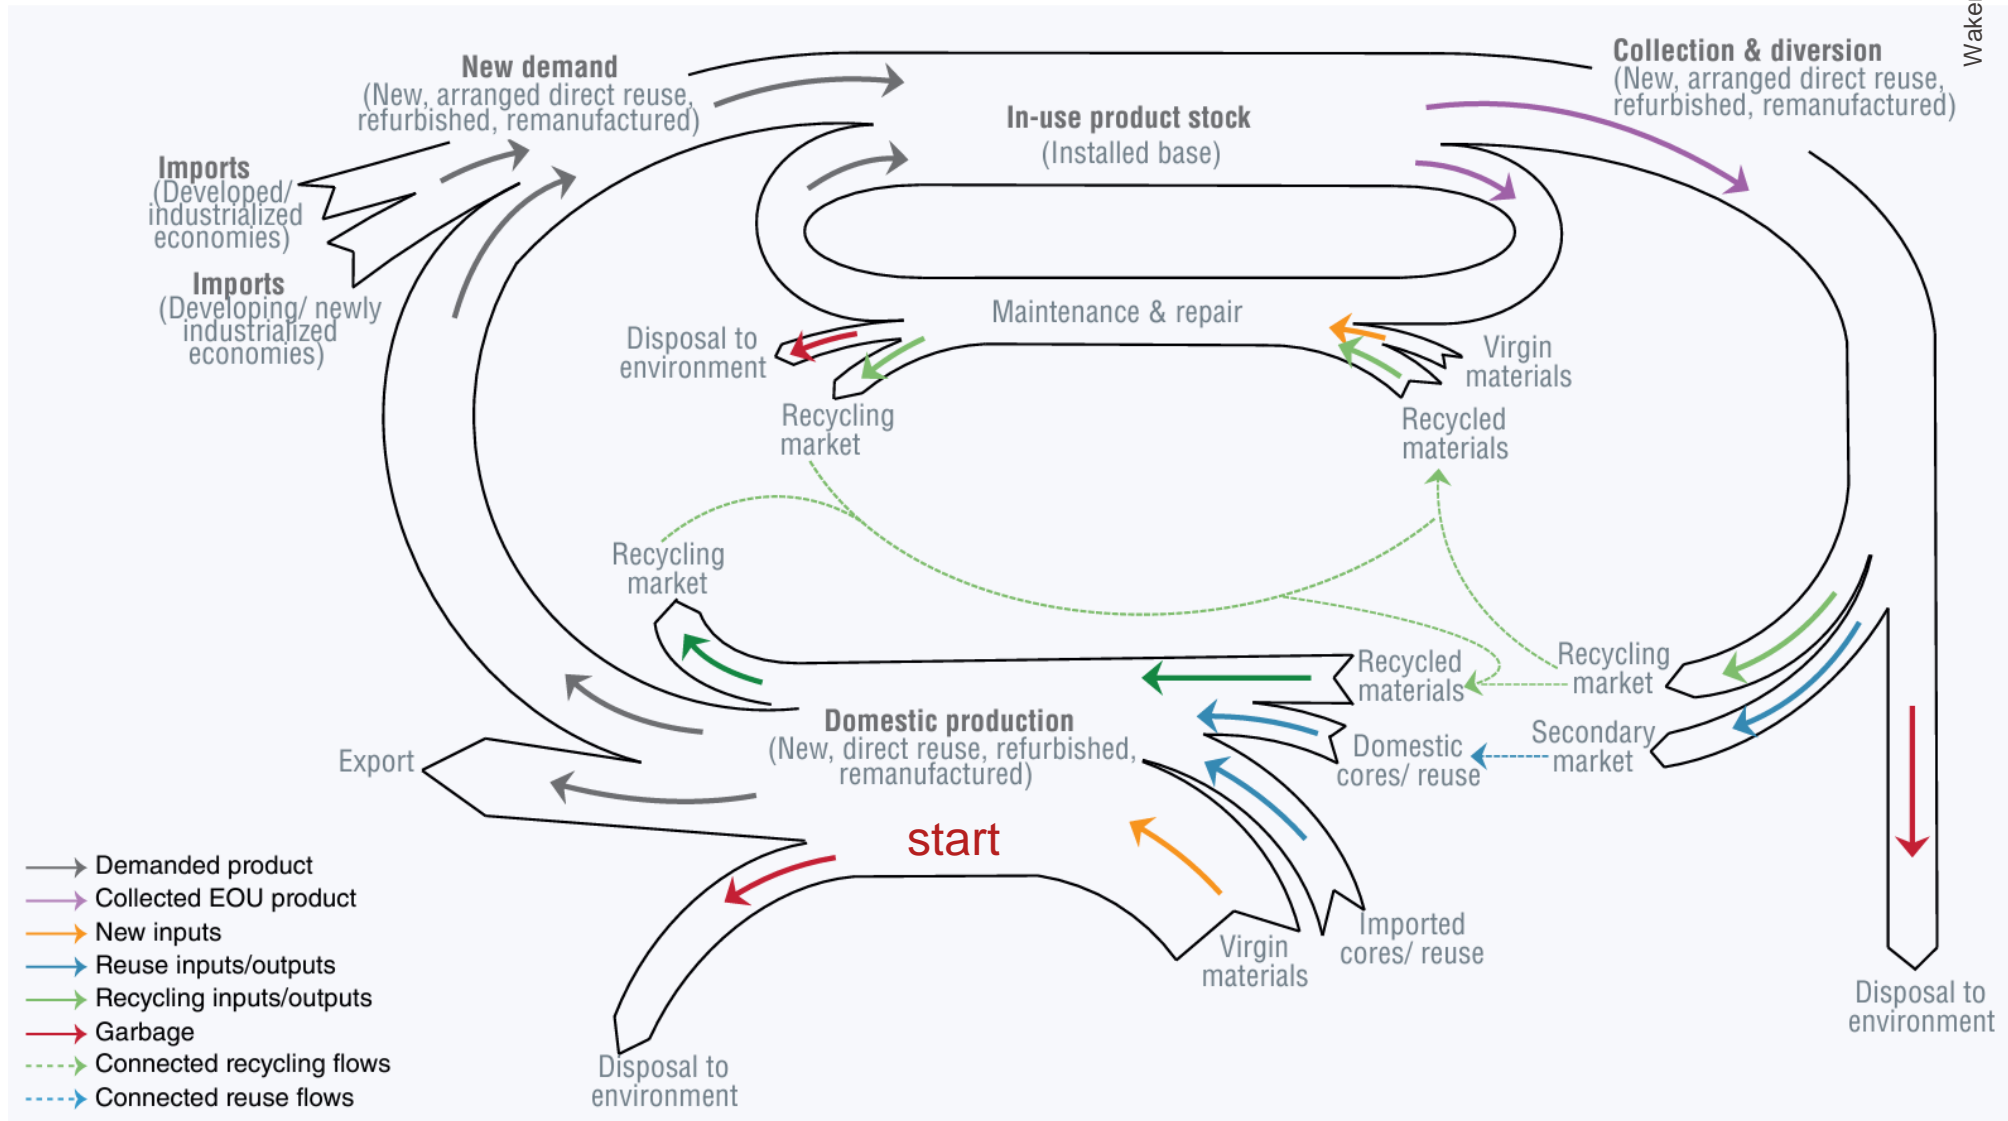 Waker
New demand
(New, arranged direct reuse,
refurbished, remanufactured)
Collection & diversion
(New, arranged direct reuse,
refurbished, remanufactured)
In-use product stock
(Installed base)
Imports
(Developed/
industrialized
economies)
Imports
(Developing/ newly
industrialized
economies)
Maintenance & repair
Disposal to
environment
Virgin
materials
Recycling
market
Recycled
materials
Recycling
market
Recycled
materials
Recycling
market
Domestic production
(New, direct reuse, refurbished,
remanufactured)
Domestic
cores/ reuse
Secondary
market
Export
start
Imported
cores/ reuse
Virgin
materials
Disposal to
environment
Disposal to
environment
Demanded product
Collected EOU product
New inputs
Reuse inputs/outputs
Recycling inputs/outputs
Garbage
Connected recycling flows
Connected reuse flows